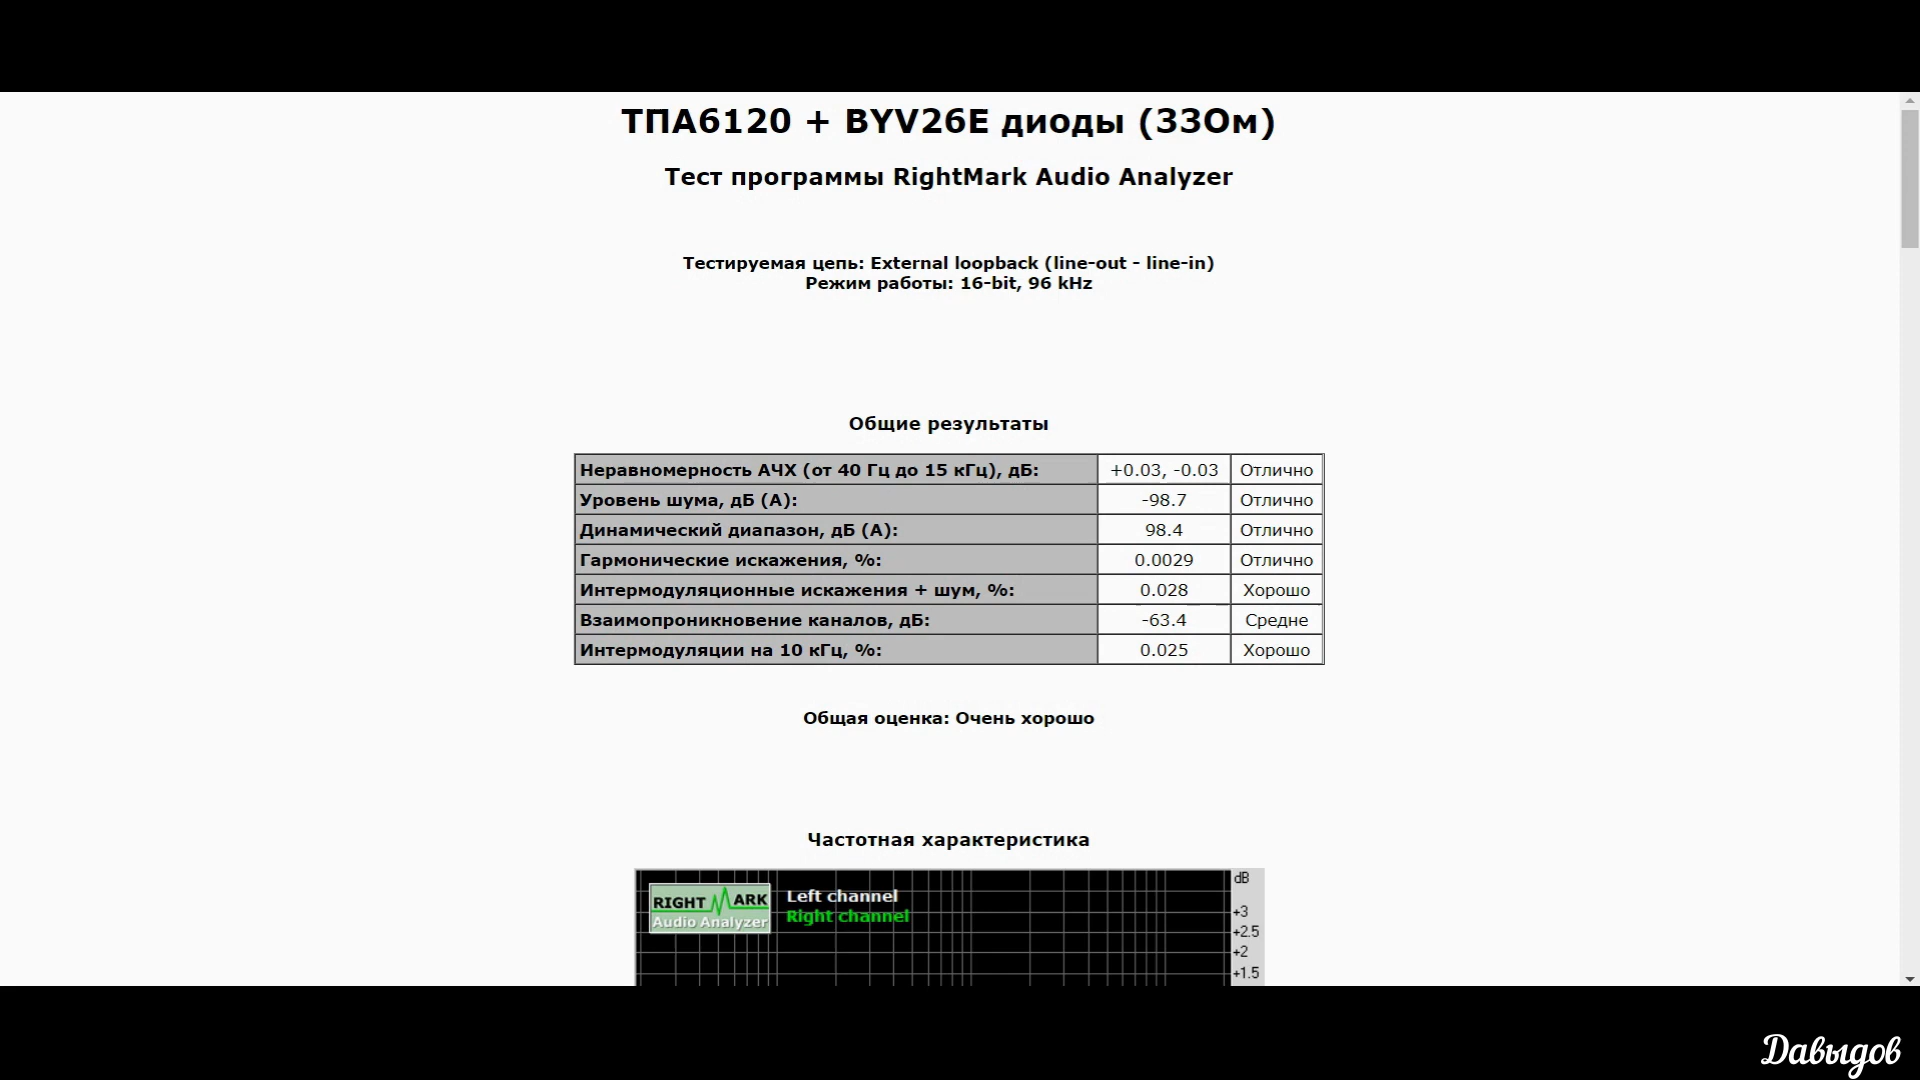 ТПА6120 + BYV26E диоды (33Ом)
Тест программы RightMark Audio Analyzer
Тестируемая цепь: External loopback (line-out - line-in)
Режим работы: 16-bit, 96 kHz
Общие результаты
Неравномерность АЧХ (от 40 Гц до 15 кГц), дБ: +0.03, -0.03 Отлично
Уровень шума, дБ (А): -98.7 Отлично
Динамический диапазон, дБ (А): 98.4 Отлично
Гармонические искажения, %: 0.0029 Отлично
Интермодуляционные искажения + шум, %: 0.028 Хорошо
Взаимопроникновение каналов, дБ: -63.4 Средне
Интермодуляции на 10 кГц, %: 0.025 Хорошо
Общая оценка: Очень хорошо
Частотная характеристика
RIGHT MARK
Audio Analyzer
Left channel
Right channel
dB
+3
+2.5
+2
+1.5
Давыдов